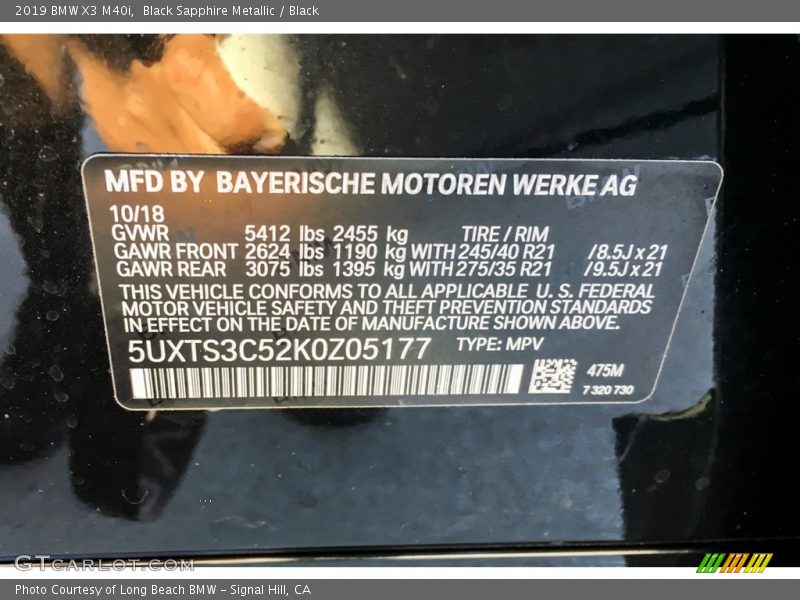 2019 BMW X3 M40i, Black Sapphire Metallic / Black
MFD BY BAYERISCHE MOTOREN WERKE AG
10/18
GVWR 5412 lbs 2455 kg TIRE / RIM
GAWR FRONT 2624 lbs 1190 kg WITH 245/40 R21 /8.5J x 21
GAWR REAR 3075 lbs 1395 kg WITH 275/35 R21 /9.5J x 21
THIS VEHICLE CONFORMS TO ALL APPLICABLE U.S. FEDERAL
MOTOR VEHICLE SAFETY AND THEFT PREVENTION STANDARDS
IN EFFECT ON THE DATE OF MANUFACTURE SHOWN ABOVE.
5UXTS3C52K0Z05177 TYPE: MPV
475M
7 320 730
GTcarlot.com
Photo Courtesy of Long Beach BMW - Signal Hill, CA